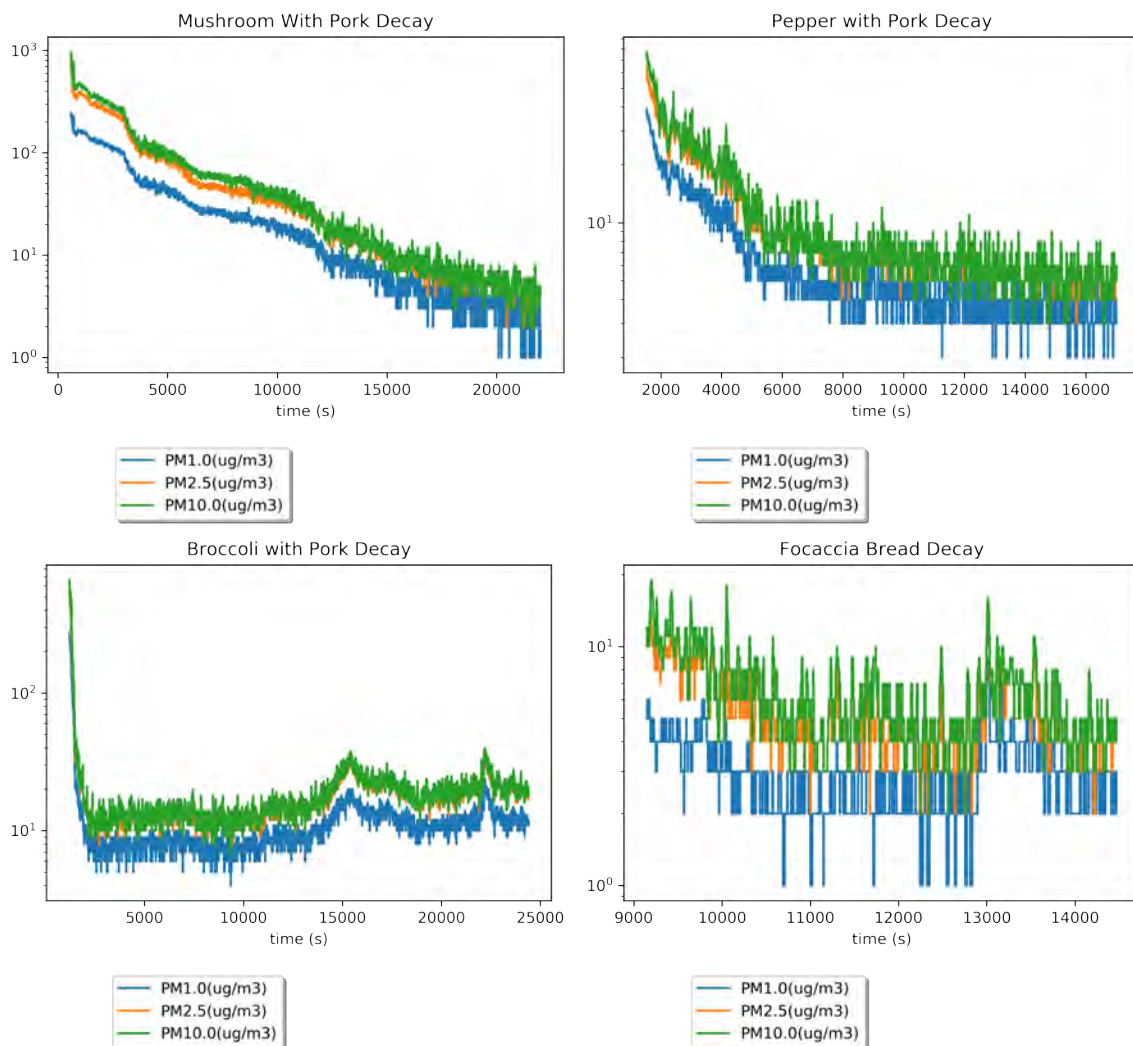 Mushroom With Pork Decay
10³
10²
10¹
10⁰
0 5000 10000 15000 20000
time (s)
PM1.0(ug/m3)
PM2.5(ug/m3)
PM10.0(ug/m3)
Pepper with Pork Decay
10¹
2000 4000 6000 8000 10000 12000 14000 16000
time (s)
PM1.0(ug/m3)
PM2.5(ug/m3)
PM10.0(ug/m3)
Broccoli with Pork Decay
10²
10¹
5000 10000 15000 20000 25000
time (s)
PM1.0(ug/m3)
PM2.5(ug/m3)
PM10.0(ug/m3)
Focaccia Bread Decay
10¹
10⁰
9000 10000 11000 12000 13000 14000
time (s)
PM1.0(ug/m3)
PM2.5(ug/m3)
PM10.0(ug/m3)